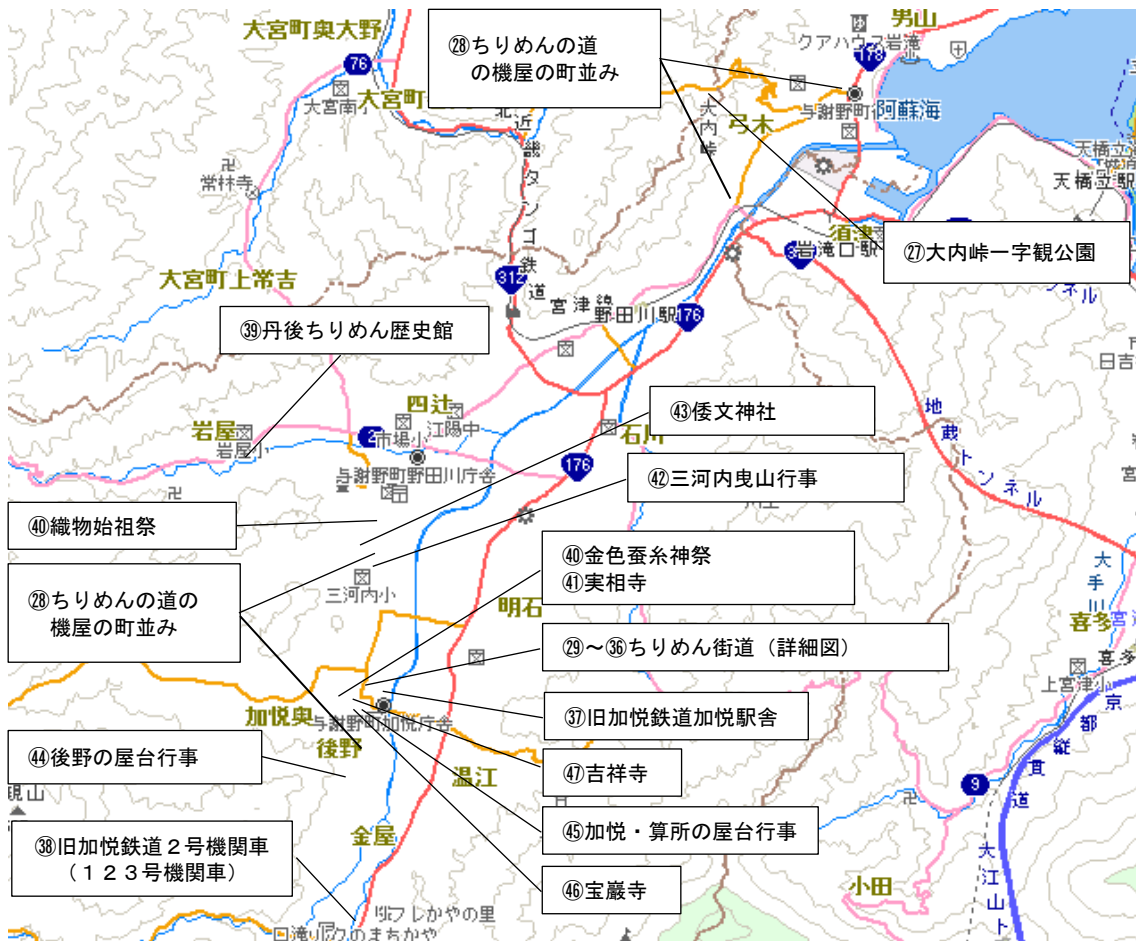 大宮町奥大野
男山
クアハウス岩滝
㉘ちりめんの道
の機屋の町並み
178
76
大宮南小
与謝野町
阿蘇海
弓木
大内峠
北近畿タンゴ鉄道
宮津線
常林寺
天橋立駅
須津
岩滝口駅
㉗大内峠一字観公園
大宮町上常吉
312
野田川駅
176
㊴丹後ちりめん歴史館
四辻
江陽中
市場小
岩屋
岩屋小
2
与謝野町野田川庁舎
石川
176
㊸倭文神社
地蔵トンネル
㊷三河内曳山行事
㊵織物始祖祭
㊵金色蚕糸神祭
㊶実相寺
三河内小
㉘ちりめんの道の
機屋の町並み
明石
大手川
喜多
㉙～㊱ちりめん街道（詳細図）
上宮津小
加悦奥
与謝野町加悦庁舎
㊲旧加悦鉄道加悦駅舎
後野
㊹後野の屋台行事
温江
㊼吉祥寺
京都縦貫道
9
金屋
㊺加悦・算所の屋台行事
㊳旧加悦鉄道２号機関車
（１２３号機関車）
㊻宝巌寺
小田
大江山ト